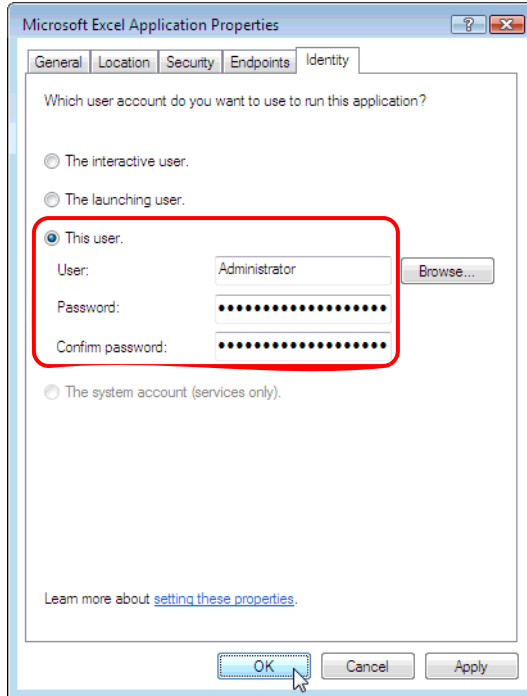 Microsoft Excel Application Properties
General Location Security Endpoints Identity
Which user account do you want to use to run this application?
The interactive user.
The launching user.
This user.
User: Administrator Browse...
Password: ●●●●●●●●●●●●●●●●●●●
Confirm password: ●●●●●●●●●●●●●●●●●●●
The system account (services only).
Learn more about setting these properties.
OK Cancel Apply